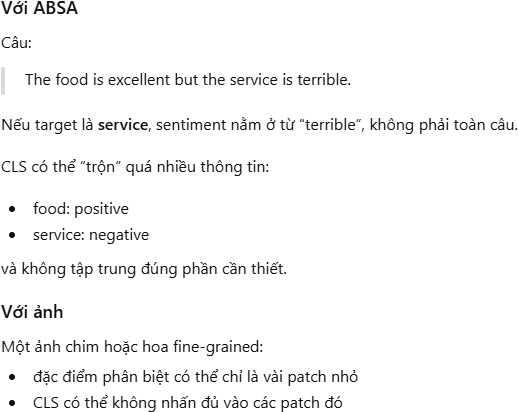 Với ABSA
Câu:
The food is excellent but the service is terrible.
Nếu target là service, sentiment nằm ở từ “terrible”, không phải toàn câu.
CLS có thể “trộn” quá nhiều thông tin:
• food: positive
• service: negative
và không tập trung đúng phần cần thiết.
Với ảnh
Một ảnh chim hoặc hoa fine-grained:
• đặc điểm phân biệt có thể chỉ là vài patch nhỏ
• CLS có thể không nhấn đủ vào các patch đó